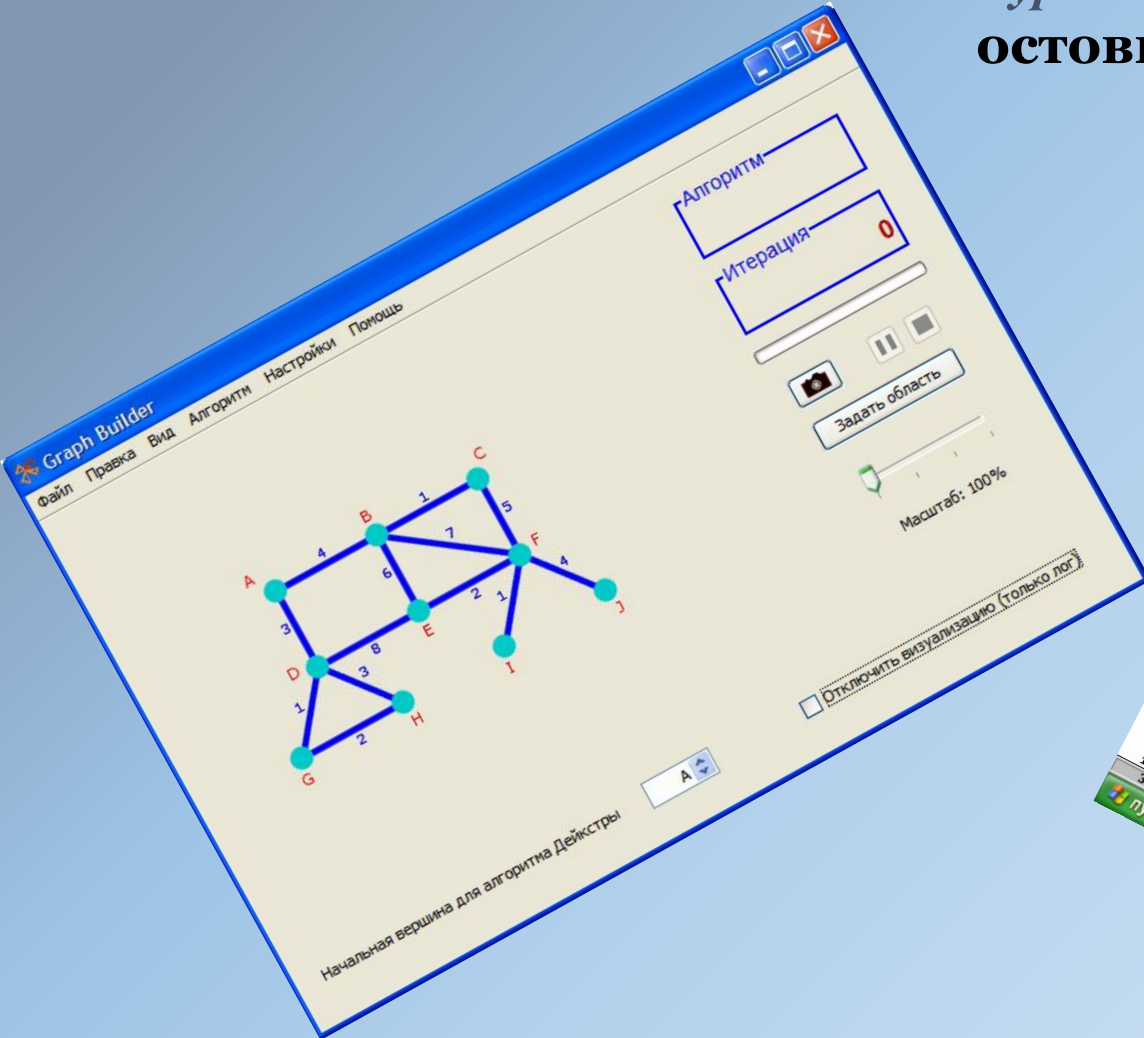 Graph Builder
Файл Правка Вид Алгоритм Настройки Помощь
Алгоритм
Итерация
0
Задать область
Масштаб: 100%
C
1
5
B
7
F
4
4
A
6
2
1
J
3
E
8
I
D
3
1
H
2
G
Отключить визуализацию (только лог)
Начальная вершина для алгоритма Дейкстры
A